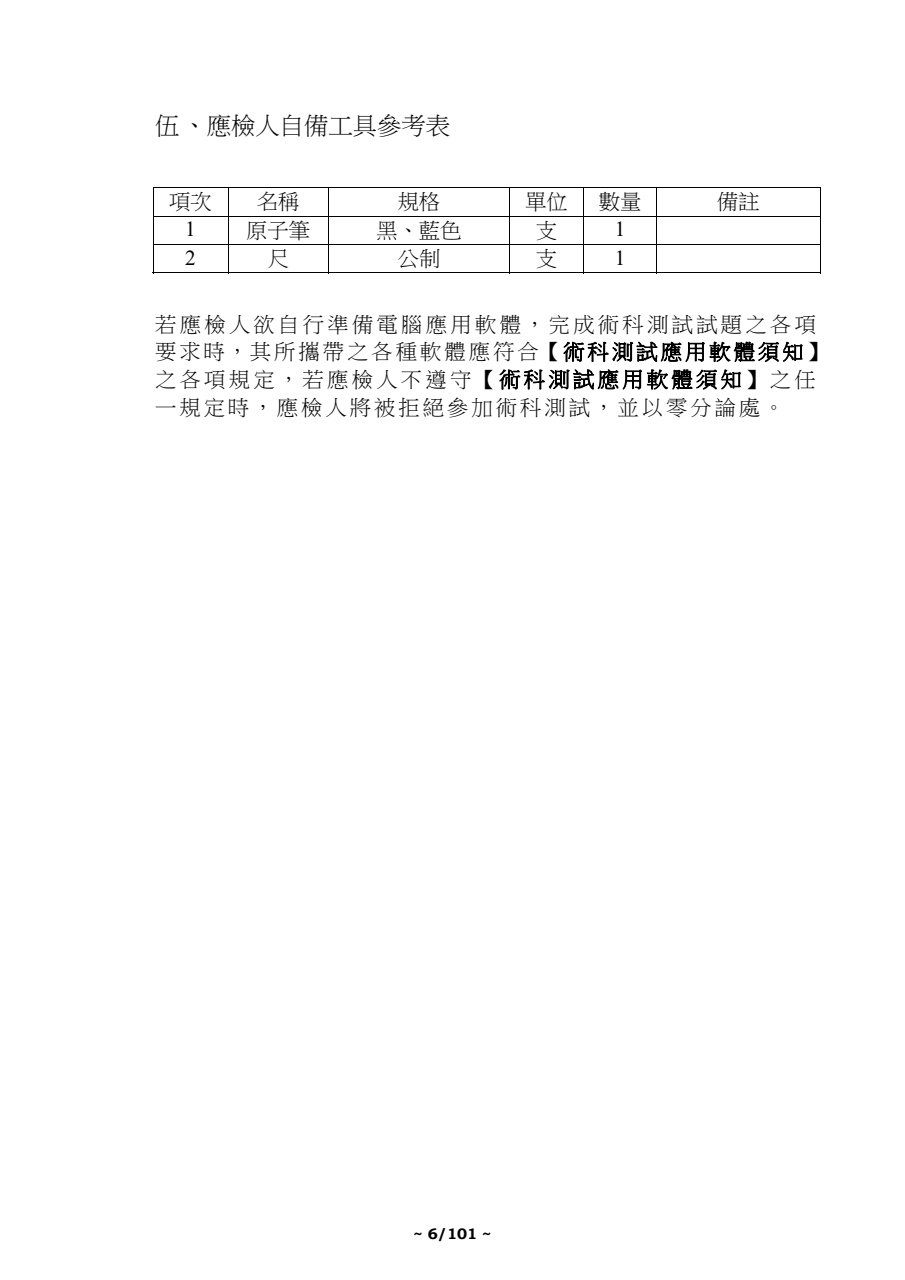 伍、應檢人自備工具參考表
項次 名稱 規格 單位 數量 備註
1 原子筆 黑、藍色 支 1
2 尺 公制 支 1
若應檢人欲自行準備電腦應用軟體，完成術科測試試題之各項
要求時，其所攜帶之各種軟體應符合【術科測試應用軟體須知】
之各項規定，若應檢人不遵守【術科測試應用軟體須知】之任
一規定時，應檢人將被拒絕參加術科測試，並以零分論處。
~ 6/101 ~